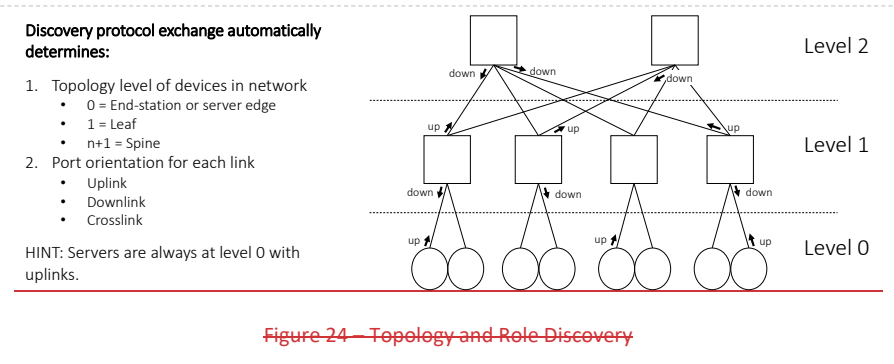 Discovery protocol exchange automatically
determines:
1. Topology level of devices in network
• 0 = End-station or server edge
• 1 = Leaf
• n+1 = Spine
2. Port orientation for each link
• Uplink
• Downlink
• Crosslink
HINT: Servers are always at level 0 with
uplinks.
Level 2
down
down
down
up
up
up
Level 1
down
down
down
up
up
up
Level 0
Figure 24 – Topology and Role Discovery